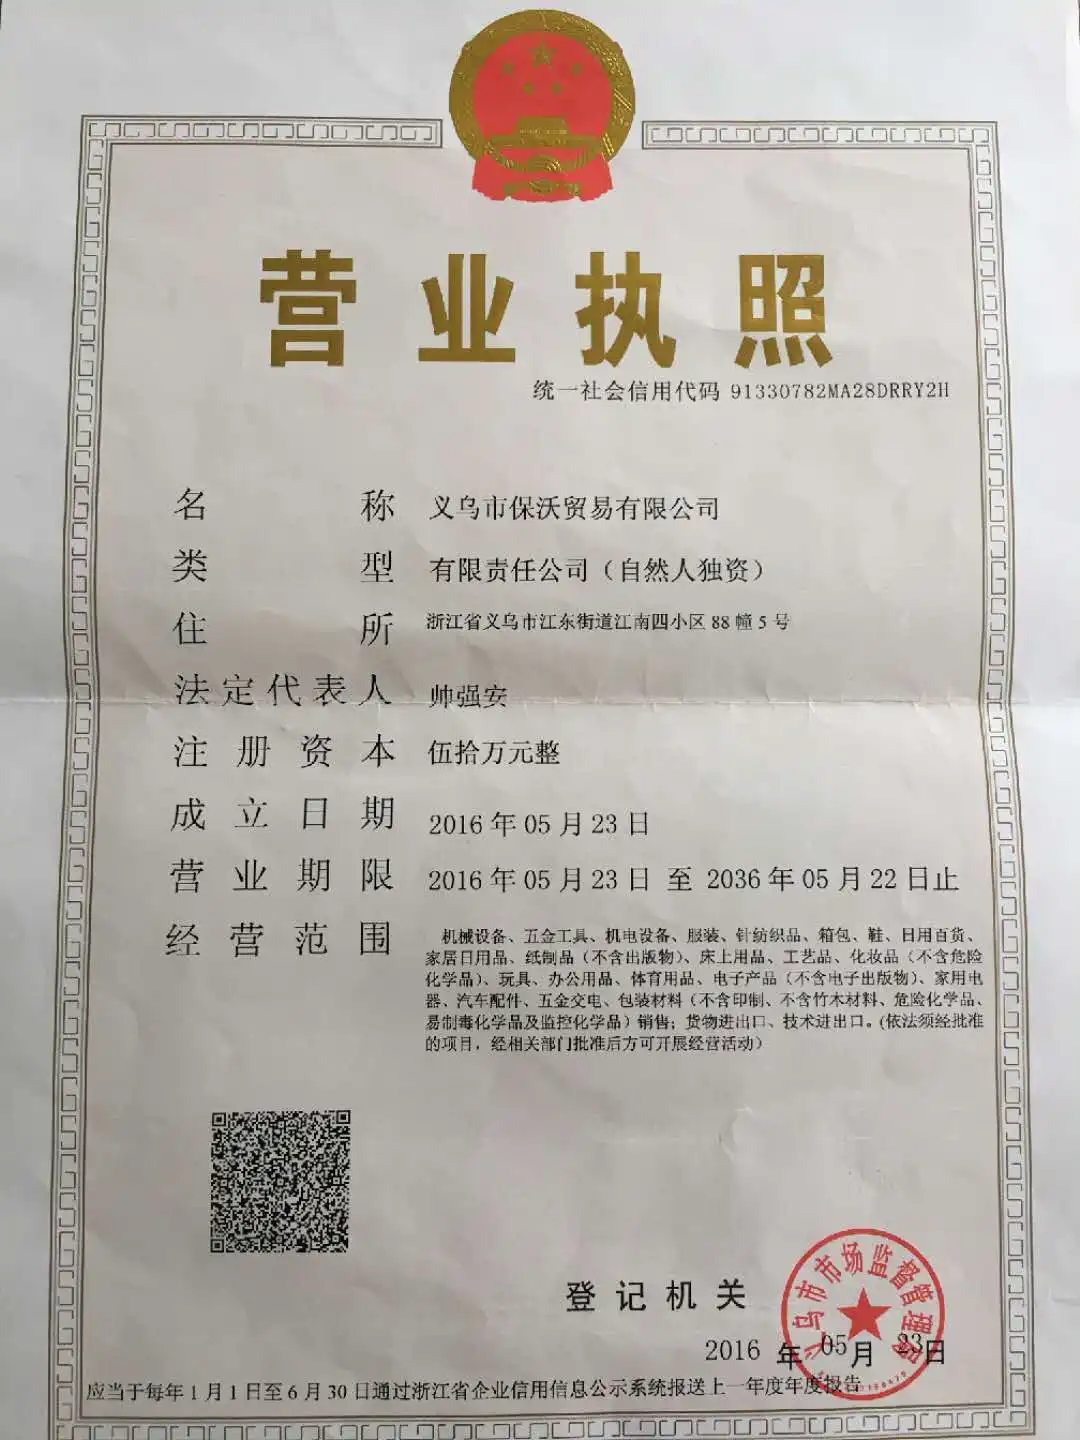 营业执照
统一社会信用代码 91330782MA28DRRY2H
名称 义乌市保沃贸易有限公司
类型 有限责任公司（自然人独资）
住所 浙江省义乌市江东街道江南四小区88幢5号
法定代表人 帅强安
注册资本 伍拾万元整
成立日期 2016年05月23日
营业期限 2016年05月23日 至 2036年05月22日止
经营范围 机械设备、五金工具、机电设备、服装、针纺织品、箱包、鞋、日用百货、
家居日用品、纸制品（不含出版物）、床上用品、工艺品、化妆品（不含危险
化学品）、玩具、办公用品、体育用品、电子产品（不含电子出版物）、家用电
器、汽车配件、五金交电、包装材料（不含印制、不含竹木材料、危险化学品、
易制毒化学品及监控化学品）销售；货物进出口、技术进出口。(依法须经批准
的项目，经相关部门批准后方可开展经营活动）
登记机关
义乌市市场监督管理局
2016年05月23日
应当于每年1月1日至6月30日通过浙江省企业信用信息公示系统报送上一年度年度报告